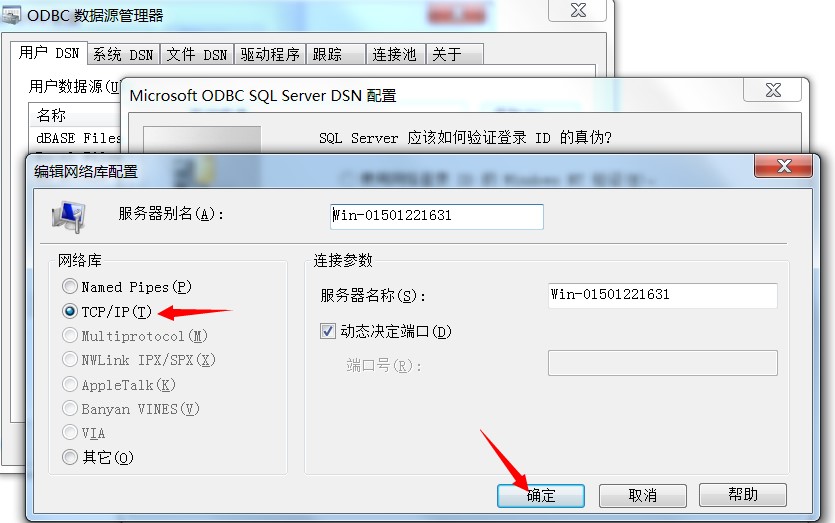 ODBC 数据源管理器
用户 DSN 系统 DSN 文件 DSN 驱动程序 跟踪 连接池 关于
用户数据源(U
名称
dBASE Files
Microsoft ODBC SQL Server DSN 配置
SQL Server 应该如何验证登录 ID 的真伪?
编辑网络库配置
服务器别名(A): Win-01501221631
网络库
Named Pipes(P)
TCP/IP(T)
Multiprotocol(M)
NWLink IPX/SPX(X)
AppleTalk(K)
Banyan VINES(V)
VIA
其它(O)
连接参数
服务器名称(S): Win-01501221631
动态决定端口(D)
端口号(R):
确定 取消 帮助